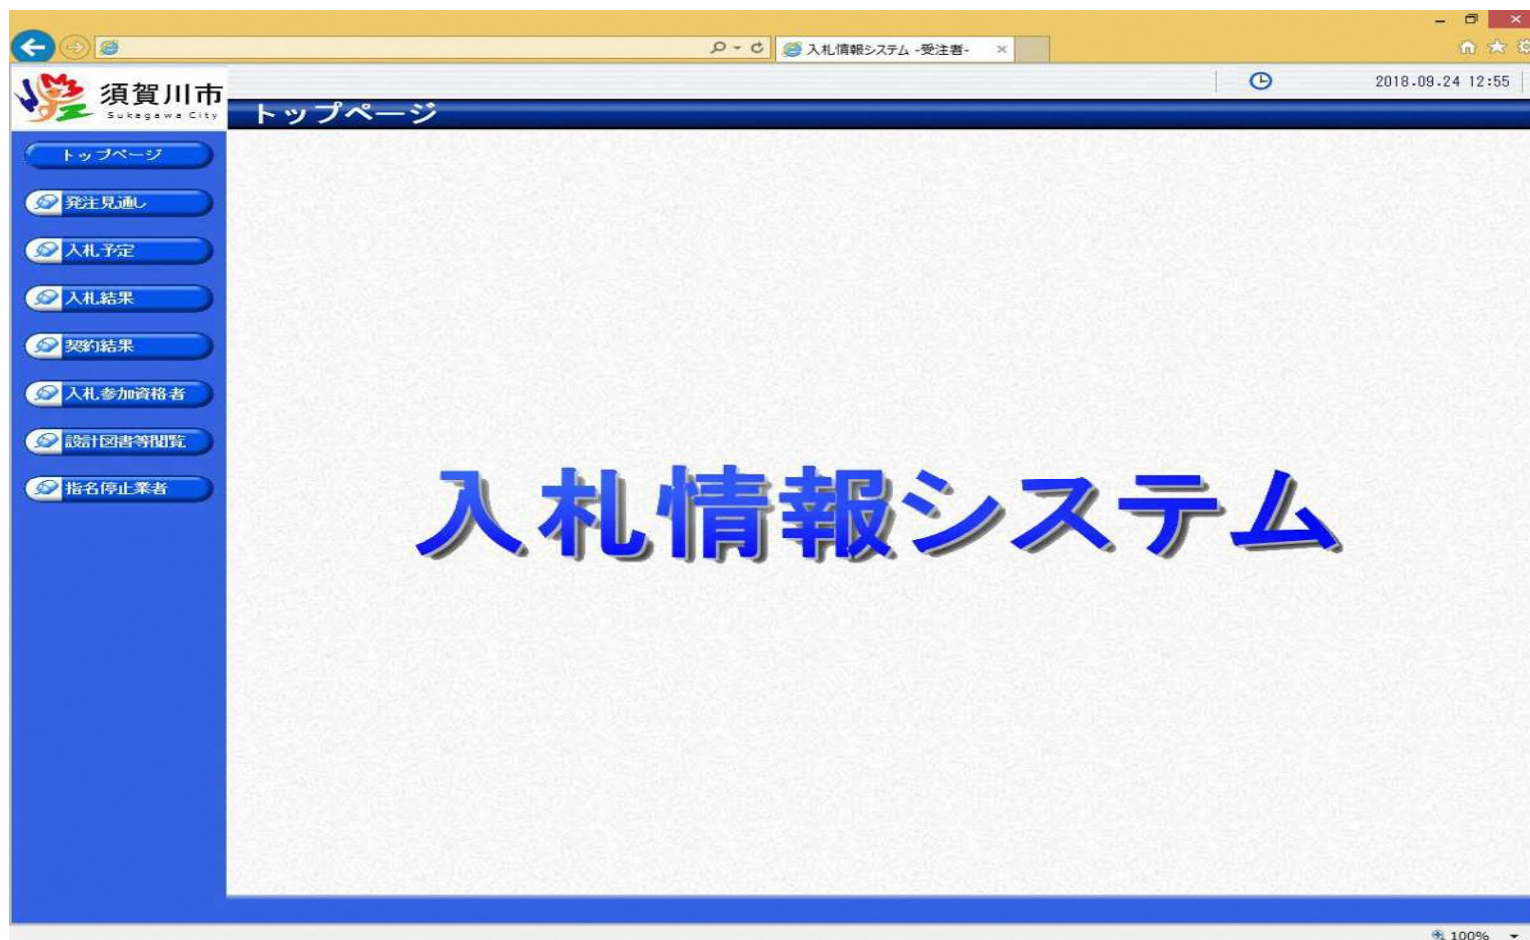 入札情報システム -受注者-
須賀川市
Sukagawa City
2018.09.24 12:55
トップページ
トップページ
発注見通し
入札予定
入札結果
契約結果
入札参加資格者
設計図書等閲覧
指名停止業者
入札情報システム
100%